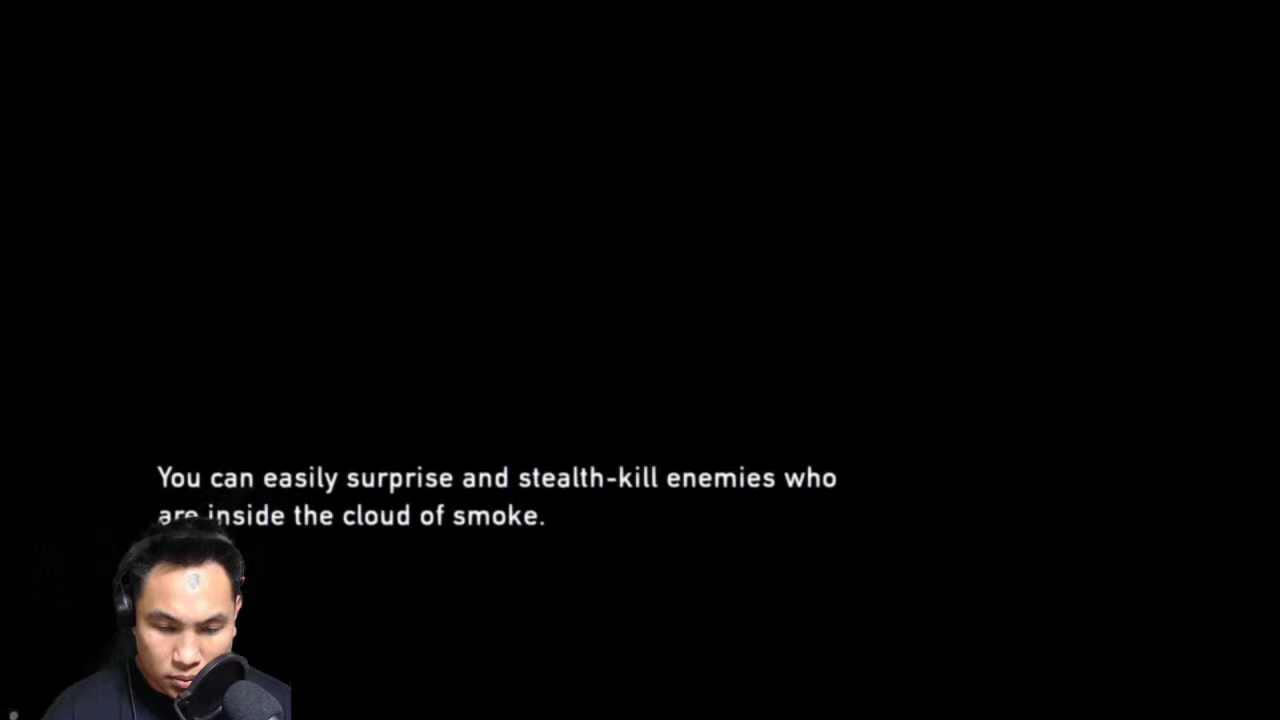 You can easily surprise and stealth-kill enemies who
are inside the cloud of smoke.